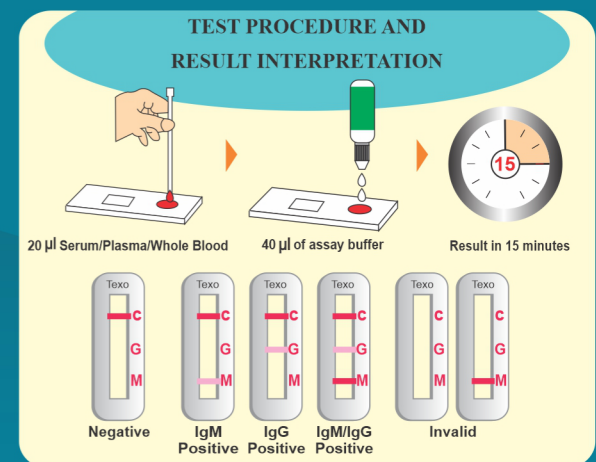 TEST PROCEDURE AND
RESULT INTERPRETATION
15
20 µl Serum/Plasma/Whole Blood
40 µl of assay buffer
Result in 15 minutes
Texo
C
G
M
Texo
C
G
M
Texo
C
G
M
Texo
C
G
M
Texo
C
G
M
Texo
C
G
M
Negative
IgM
Positive
IgG
Positive
IgM/IgG
Positive
Invalid